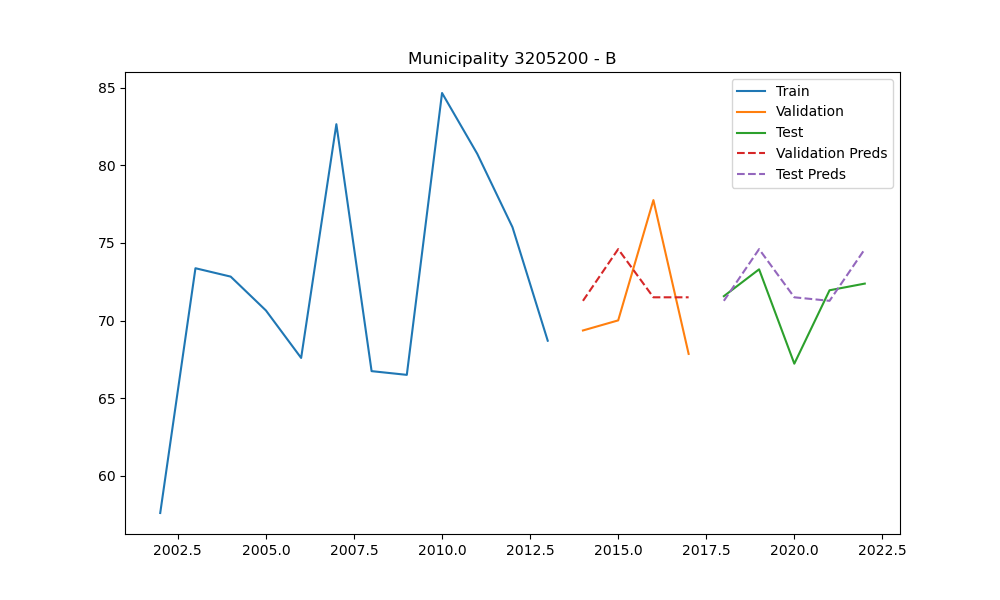 Municipality 3205200 - B
85
80
75
70
65
60
Train
Validation
Test
Validation Preds
Test Preds
2002.5 2005.0 2007.5 2010.0 2012.5 2015.0 2017.5 2020.0 2022.5